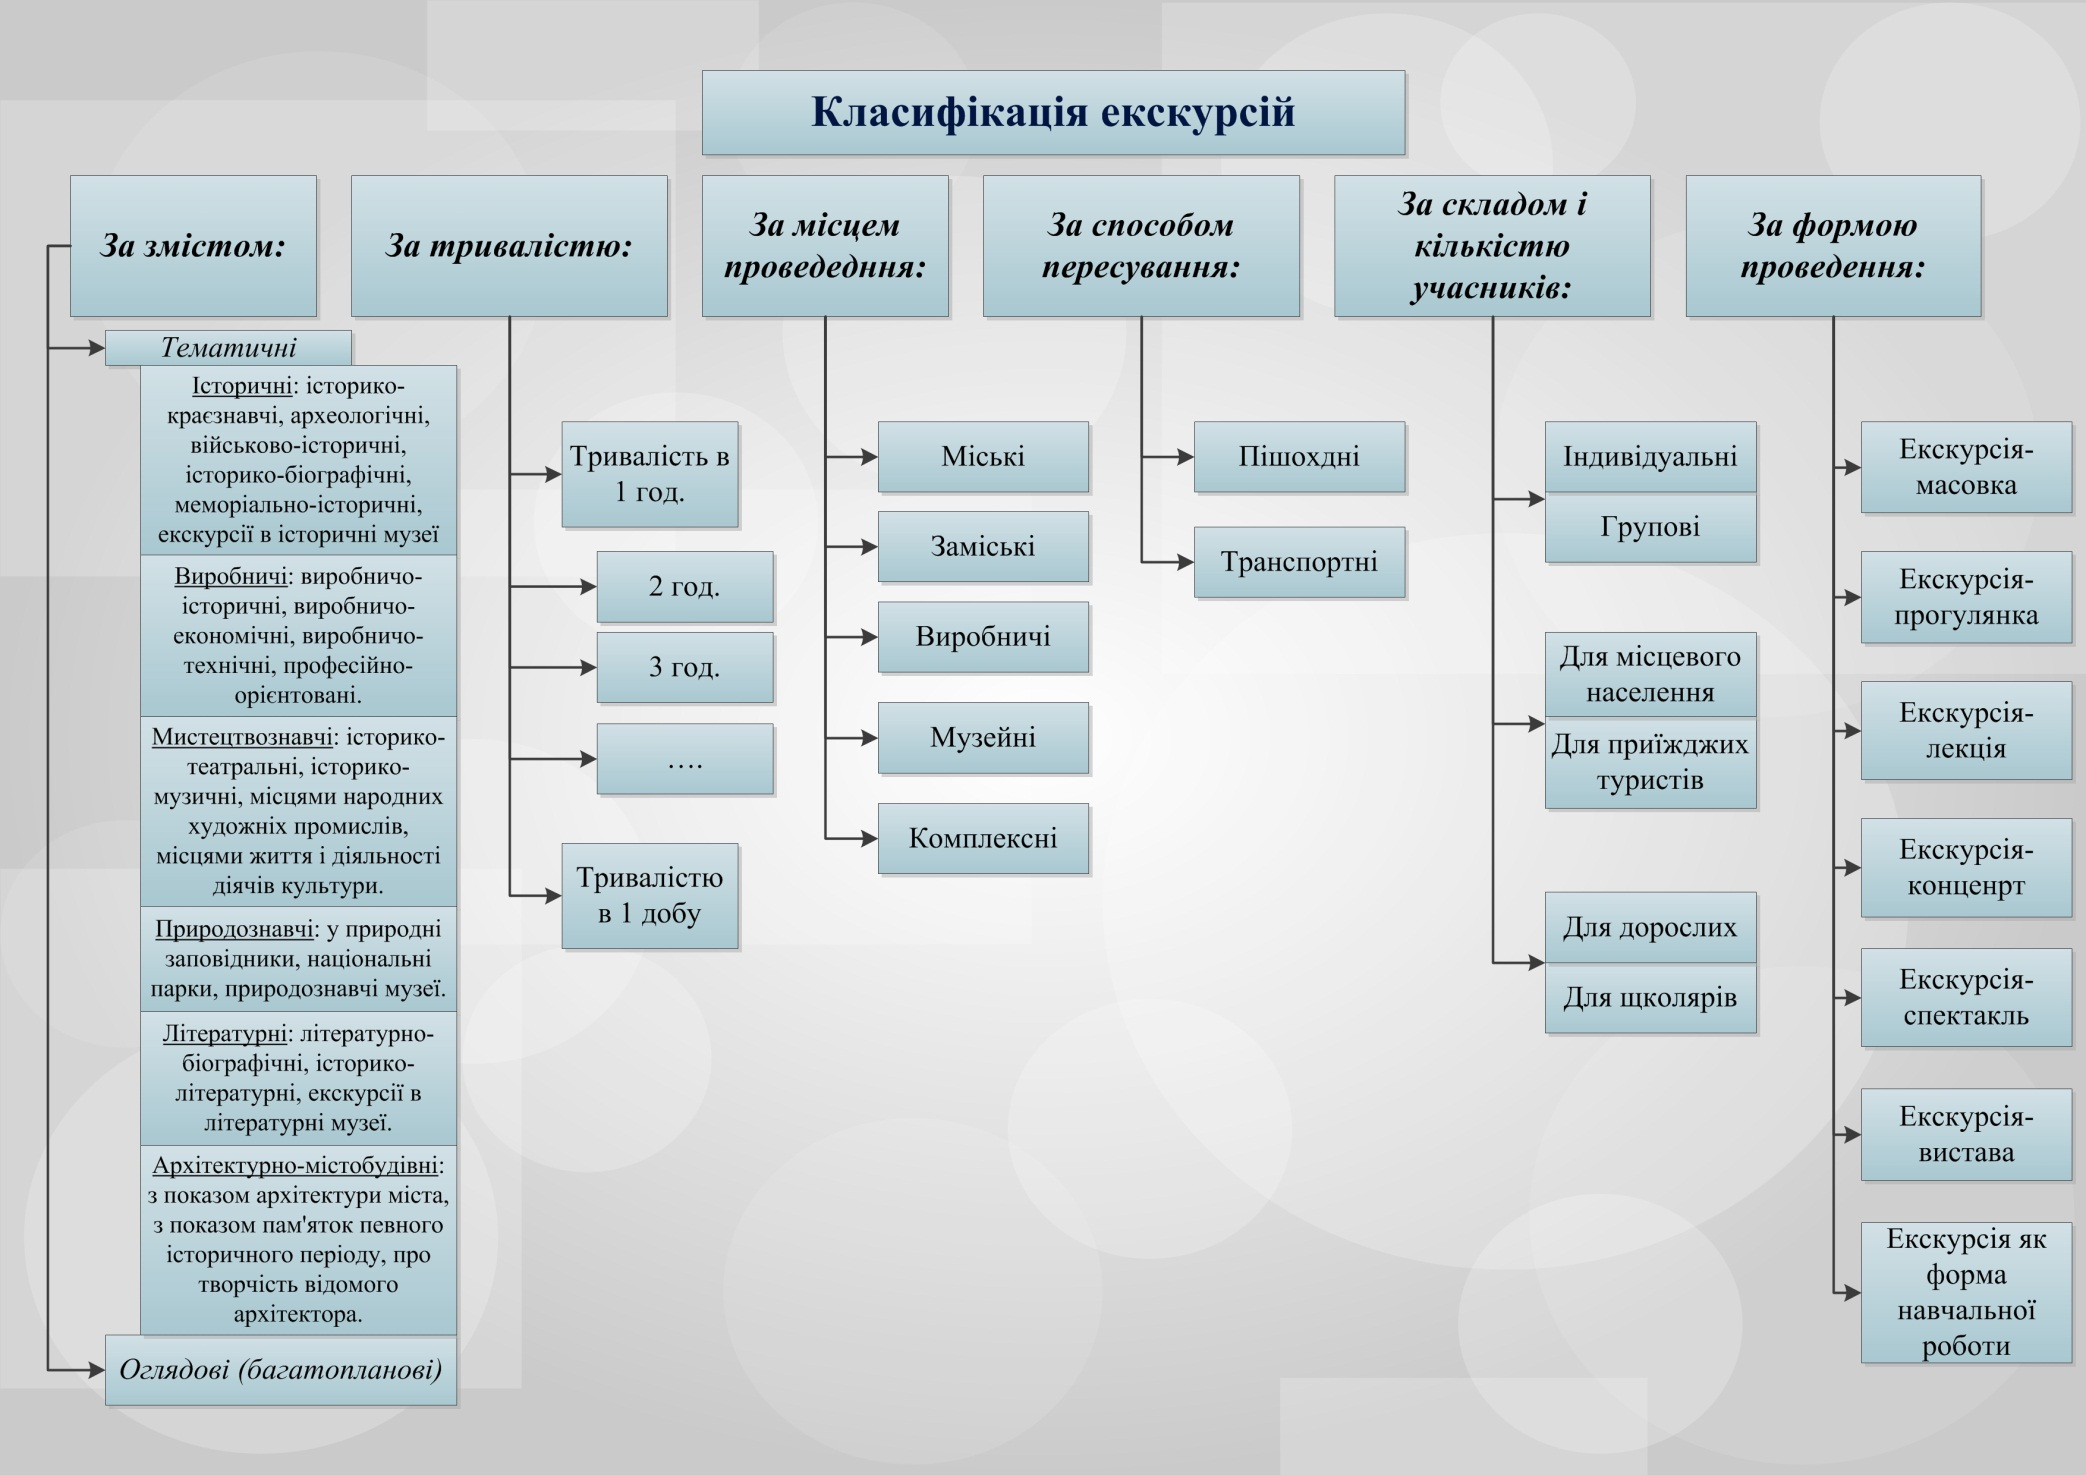 Класифікація екскурсій
За змістом:
Тематичні
Історичні: історико-
краєзнавчі, археологічні,
військово-історичні,
історико-біографічні,
меморіально-історичні,
екскурсії в історичні музеї
Виробничі: виробничо-
історичні, виробничо-
економічні, виробничо-
технічні, професійно-
орієнтовані.
Мистецтвознавчі: історико-
театральні, історико-
музичні, місцями народних
художніх промислів,
місцями життя і діяльності
діячів культури.
Природознавчі: у природні
заповідники, національні
парки, природознавчі музеї.
Літературні: літературно-
біографічні, історико-
літературні, екскурсії в
літературні музеї.
Архітектурно-містобудівні:
з показом архітектури міста,
з показом пам'яток певного
історичного періоду, про
творчість відомого
архітектора.
Оглядові (багатопланові)
За тривалістю:
Тривалість в
1 год.
2 год.
3 год.
….
Тривалістю
в 1 добу
За місцем
проведедння:
Міські
Заміські
Виробничі
Музейні
Комплексні
За способом
пересування:
Пішохдні
Транспортні
За складом і
кількістю
учасників:
Індивідуальні
Групові
Для місцевого
населення
Для приїжджих
туристів
Для дорослих
Для щколярів
За формою
проведення:
Екскурсія-
масовка
Екскурсія-
прогулянка
Екскурсія-
лекція
Екскурсія-
конценрт
Екскурсія-
спектакль
Екскурсія-
вистава
Екскурсія як
форма
навчальної
роботи